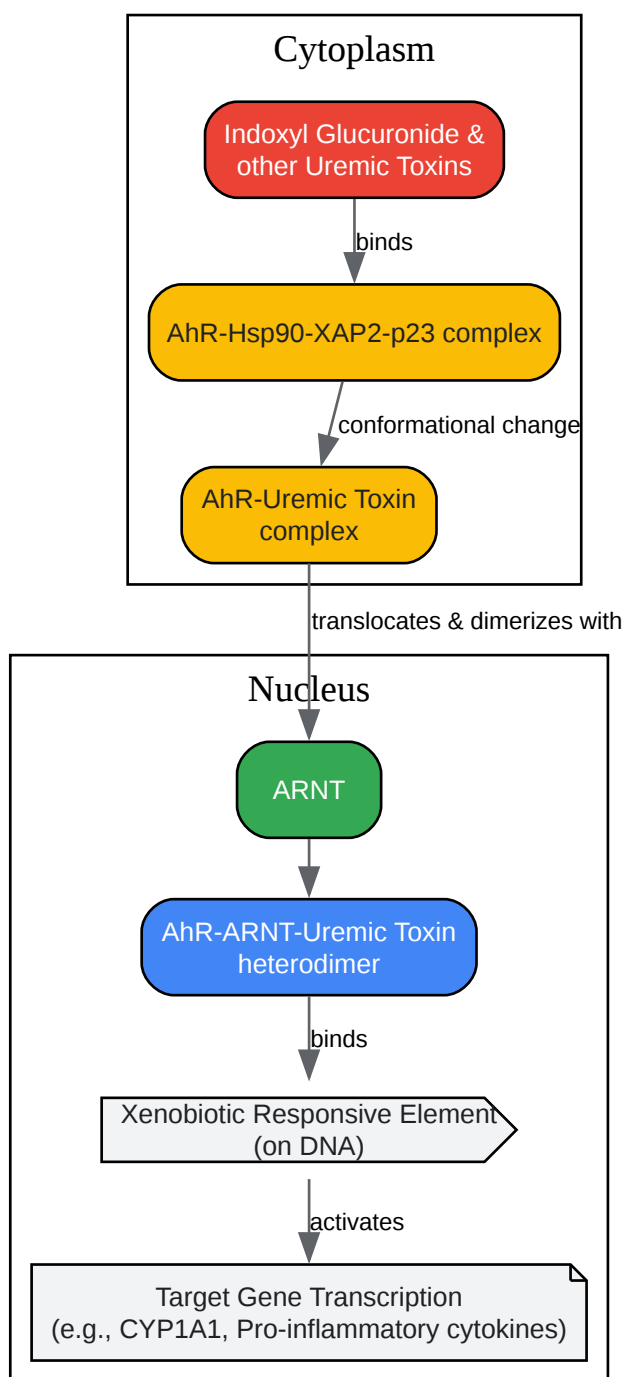 Cytoplasm
Indoxyl Glucuronide &
other Uremic Toxins
binds
AhR-Hsp90-XAP2-p23 complex
conformational change
AhR-Uremic Toxin
complex
translocates & dimerizes with
Nucleus
ARNT
AhR-ARNT-Uremic Toxin
heterodimer
binds
Xenobiotic Responsive Element
(on DNA)
activates
Target Gene Transcription
(e.g., CYP1A1, Pro-inflammatory cytokines)